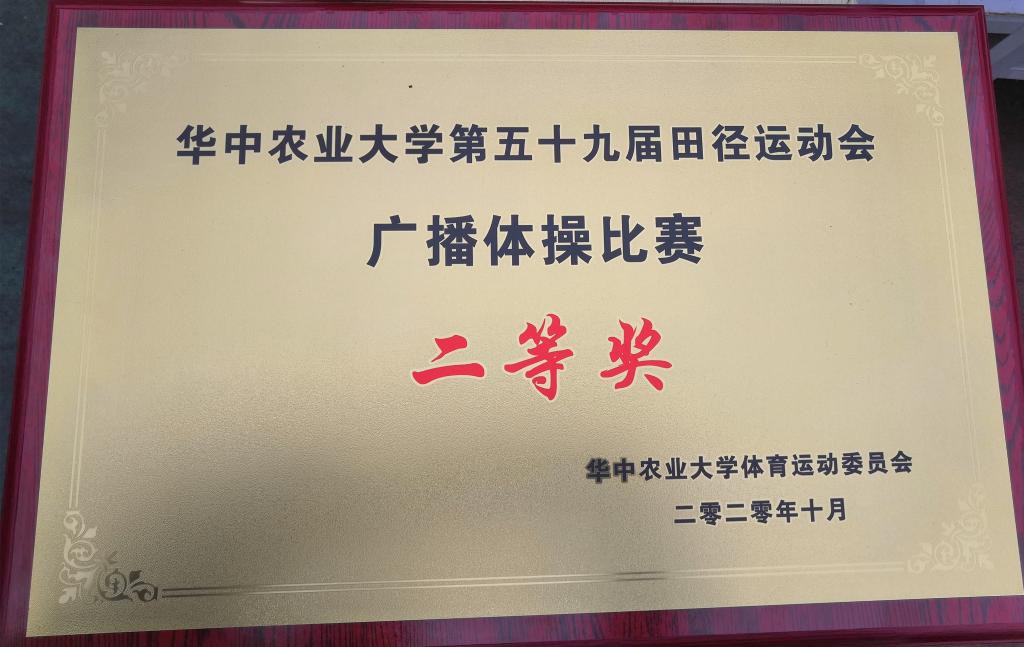 华中农业大学第五十九届田径运动会
广播体操比赛
二等奖
华中农业大学体育运动委员会
二零二零年十月